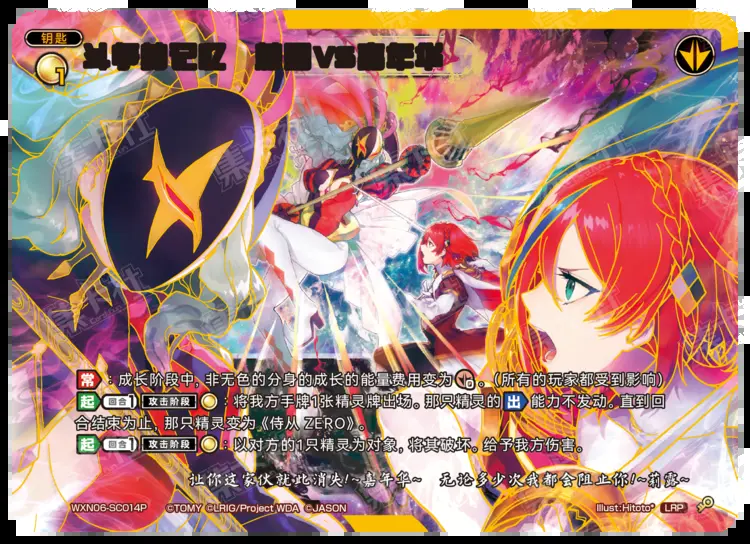 钥匙
1
斗争的记忆 莉露VS嘉年华
常：成长阶段中，非无色的分身的成长的能量费用变为0。（所有的玩家都受到影响）
起 回合1 攻击阶段 ：将我方手牌1张精灵牌出场。那只精灵的 出 能力不发动。直到回
合结束为止，那只精灵变为《侍从 ZERO》。
起 回合1 攻击阶段 ：以对方的1只精灵为对象，将其破坏。给予我方伤害。
让你这家伙就此消失!~嘉年华~ 无论多少次我都会阻止你!~莉露~
WXN06-SC014P ©TOMY ©LRIG/Project WDA ©JASON Illust:Hitoto* LRP